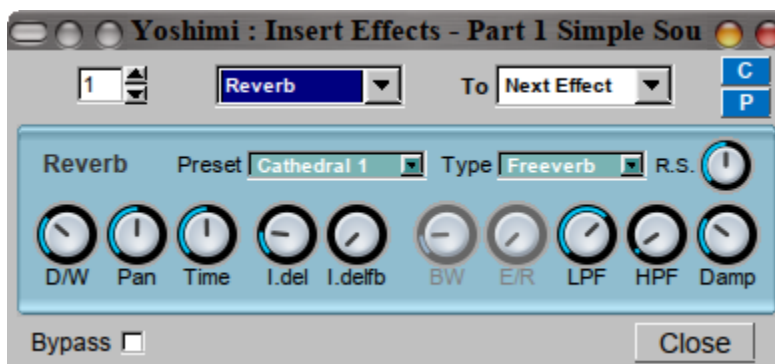 Yoshimi : Insert Effects - Part 1 Simple Sou
1 Reverb To Next Effect C
P
Reverb Preset Cathedral 1 Type Freeverb R.S.
D/W Pan Time I.del I.delfb BW E/R LPF HPF Damp
Bypass Close